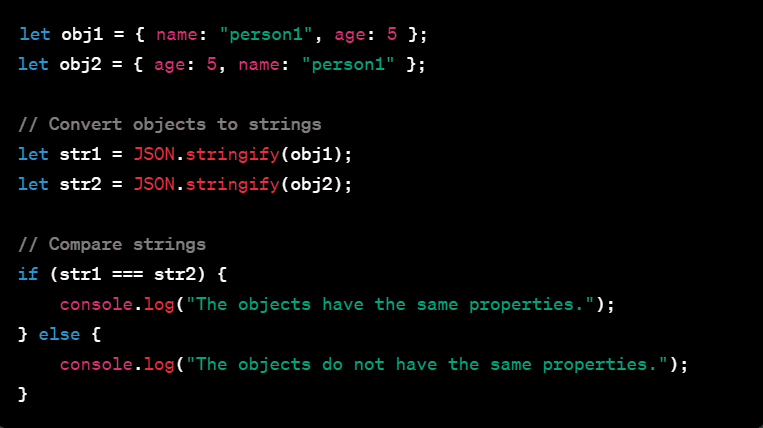 let obj1 = { name: "person1", age: 5 };
let obj2 = { age: 5, name: "person1" };
// Convert objects to strings
let str1 = JSON.stringify(obj1);
let str2 = JSON.stringify(obj2);
// Compare strings
if (str1 === str2) {
    console.log("The objects have the same properties.");
} else {
    console.log("The objects do not have the same properties.");
}